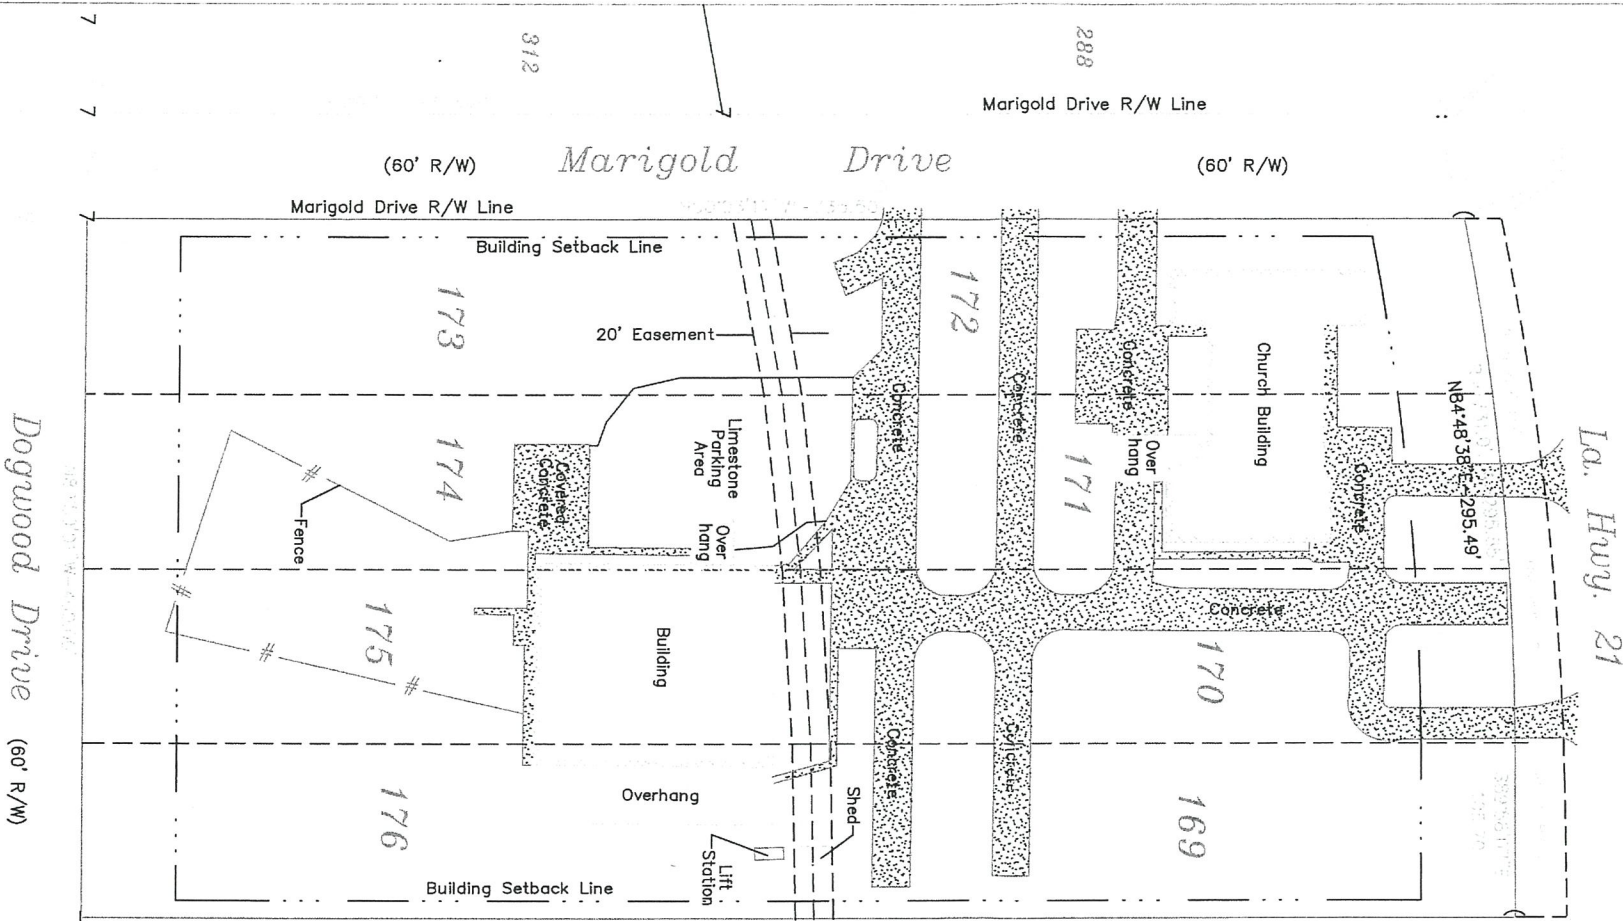 312
288
Marigold Drive R/W Line
(60' R/W)
Marigold Drive
(60' R/W)
Marigold Drive R/W Line
Building Setback Line
173
172
20' Easement
Church Building
N84°48'38"E-295.49'
La. Hwy. 21
Concrete
Concrete
Concrete
Concrete
Over
hang
Limestone
Parking
Area
174
171
Covered
Concrete
Over
hang
Fence
Dogwood Drive (60' R/W)
175
Building
Concrete
170
Concrete
Concrete
Overhang
Shed
176
169
Lift
Station
Building Setback Line